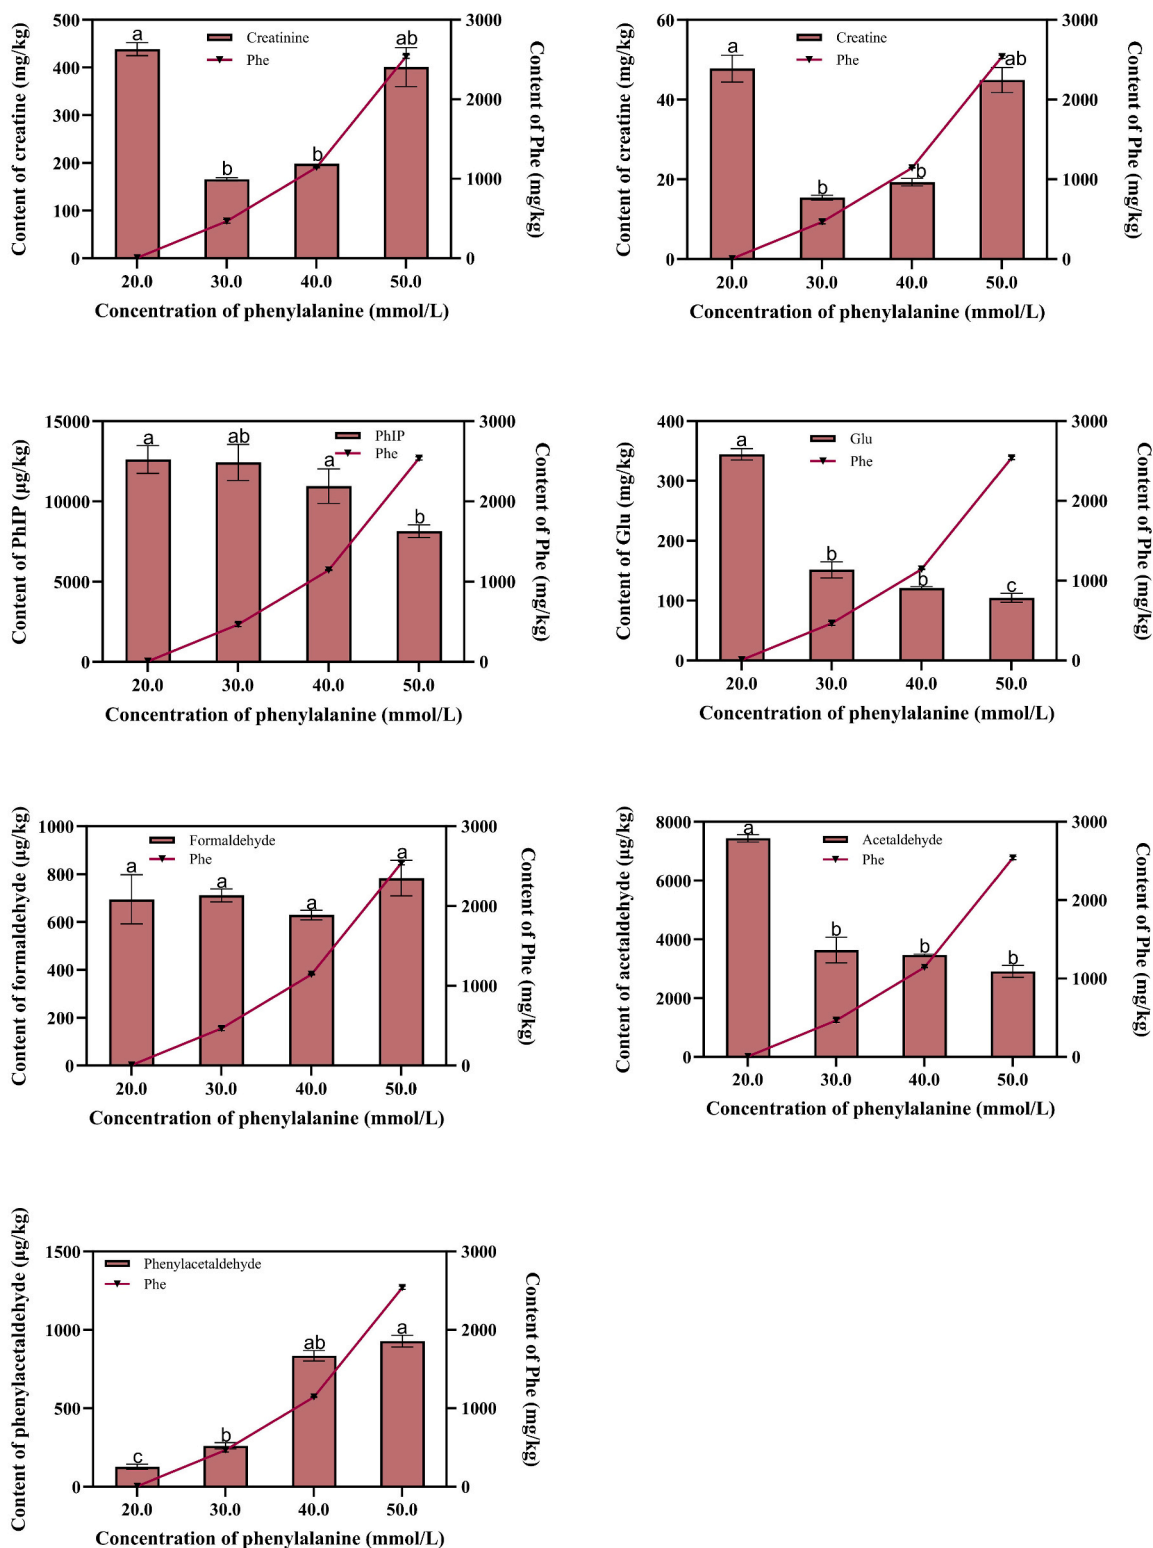 Content of creatine (mg/kg)
500
400
300
200
100
0
Creatinine
Phe
a
b
b
ab
3000
2000
1000
0
Content of Phe (mg/kg)
20.0 30.0 40.0 50.0
Concentration of phenylalanine (mmol/L)
Content of creatine (mg/kg)
60
40
20
0
Creatine
Phe
a
b
b
ab
3000
2000
1000
0
Content of Phe (mg/kg)
20.0 30.0 40.0 50.0
Concentration of phenylalanine (mmol/L)
Content of PhIP (μg/kg)
15000
10000
5000
0
PhIP
Phe
a
ab
a
b
3000
2000
1000
0
Content of Phe (mg/kg)
20.0 30.0 40.0 50.0
Concentration of phenylalanine (mmol/L)
Content of Glu (mg/kg)
400
300
200
100
0
Glu
Phe
a
b
b
c
3000
2000
1000
0
Content of Phe (mg/kg)
20.0 30.0 40.0 50.0
Concentration of phenylalanine (mmol/L)
Content of formaldehyde (μg/kg)
1000
800
600
400
200
0
Formaldehyde
Phe
a
a
a
a
3000
2000
1000
0
Content of Phe (mg/kg)
20.0 30.0 40.0 50.0
Concentration of phenylalanine (mmol/L)
Content of acetaldehyde (μg/kg)
8000
6000
4000
2000
0
Acetaldehyde
Phe
a
b
b
b
3000
2000
1000
0
Content of Phe (mg/kg)
20.0 30.0 40.0 50.0
Concentration of phenylalanine (mmol/L)
Content of phenylacetaldehyde (μg/kg)
1500
1000
500
0
Phenylacetaldehyde
Phe
c
b
ab
a
3000
2000
1000
0
Content of Phe (mg/kg)
20.0 30.0 40.0 50.0
Concentration of phenylalanine (mmol/L)